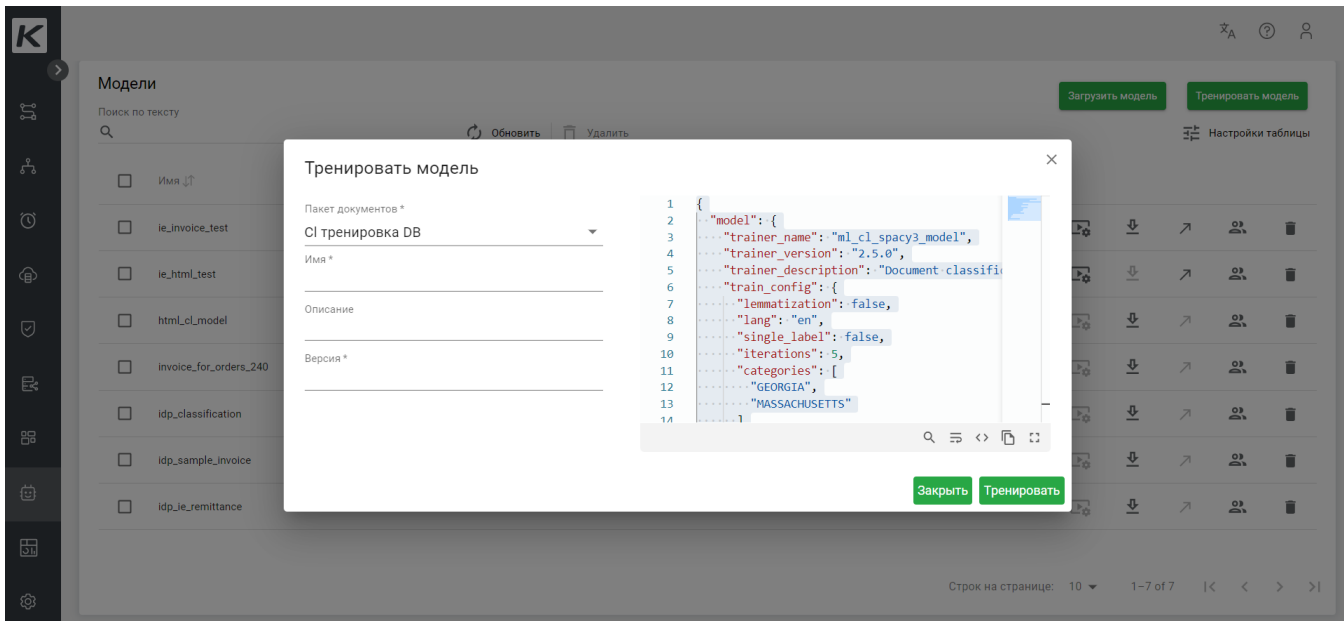 K
Модели
Загрузить модель
Тренировать модель
Поиск по тексту
Обновить
Удалить
Настройки таблицы
Имя
ie_invoice_test
ie_html_test
html_cl_model
invoice_for_orders_240
idp_classification
idp_sample_invoice
idp_ie_remittance
Тренировать модель
Пакет документов *
Cl тренировка DB
Имя *
Описание
Версия *
1 {
2 "model": {
3 "trainer_name": "ml_cl_spacy3_model",
4 "trainer_version": "2.5.0",
5 "trainer_description": "Document classific
6 "train_config": {
7 "lemmatization": false,
8 "lang": "en",
9 "single_label": false,
10 "iterations": 5,
11 "categories": [
12 "GEORGIA",
13 "MASSACHUSETTS"
14 ]
Закрыть
Тренировать
Строк на странице: 10 1–7 of 7